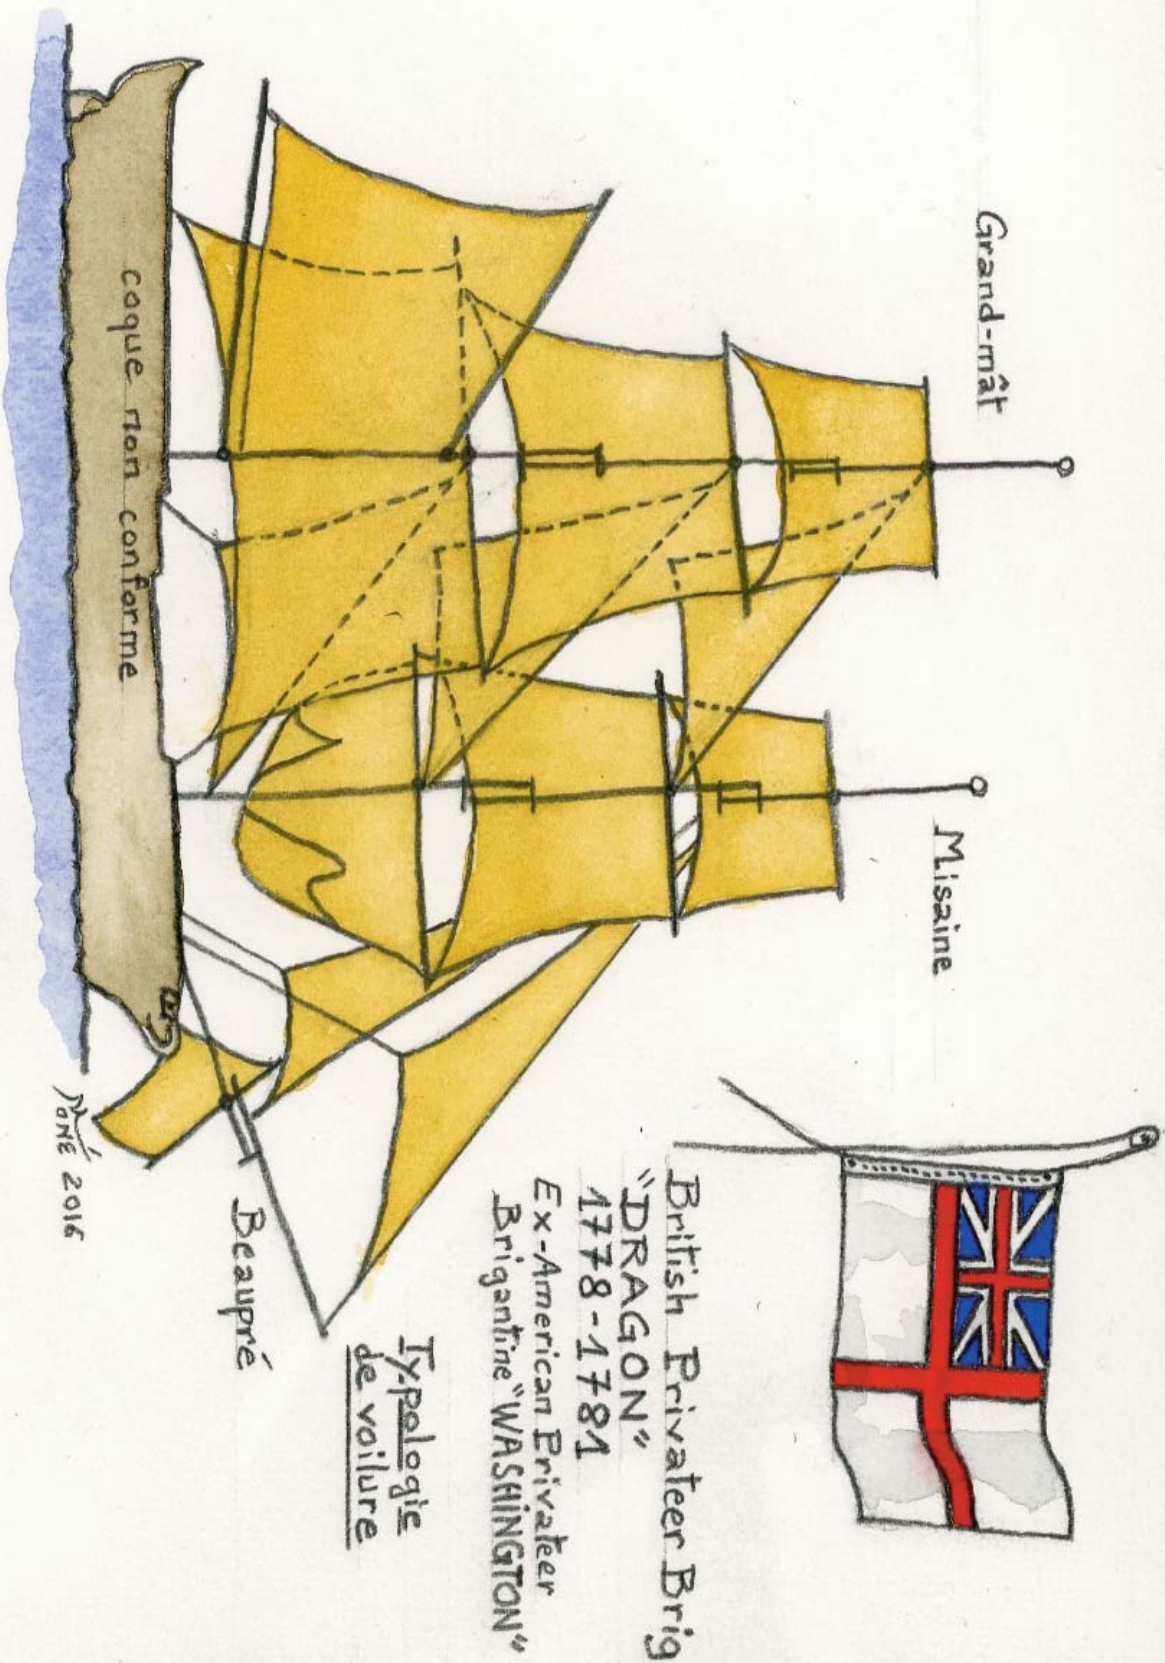 Grand-mât
Misaine
British Privateer Brig
"DRAGON"
1778-1781
Ex-American Privateer
Brigantine "WASHINGTON"
Typologie
de voilure
Beaupré
coque non conforme
2016